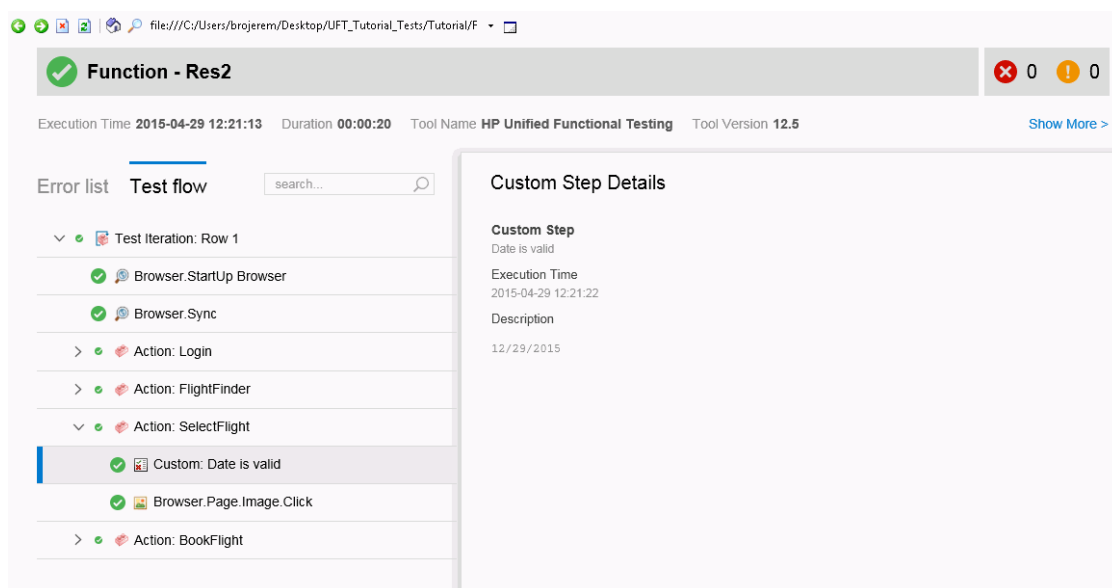 file:///C:/Users/brojerem/Desktop/UFT_Tutorial_Tests/Tutorial/F
Function - Res2
0 0
Execution Time 2015-04-29 12:21:13 Duration 00:00:20 Tool Name HP Unified Functional Testing Tool Version 12.5 Show More >
Error list Test flow search...
Test Iteration: Row 1
Browser.StartUp Browser
Browser.Sync
Action: Login
Action: FlightFinder
Action: SelectFlight
Custom: Date is valid
Browser.Page.Image.Click
Action: BookFlight
Custom Step Details
Custom Step
Date is valid
Execution Time
2015-04-29 12:21:22
Description
12/29/2015